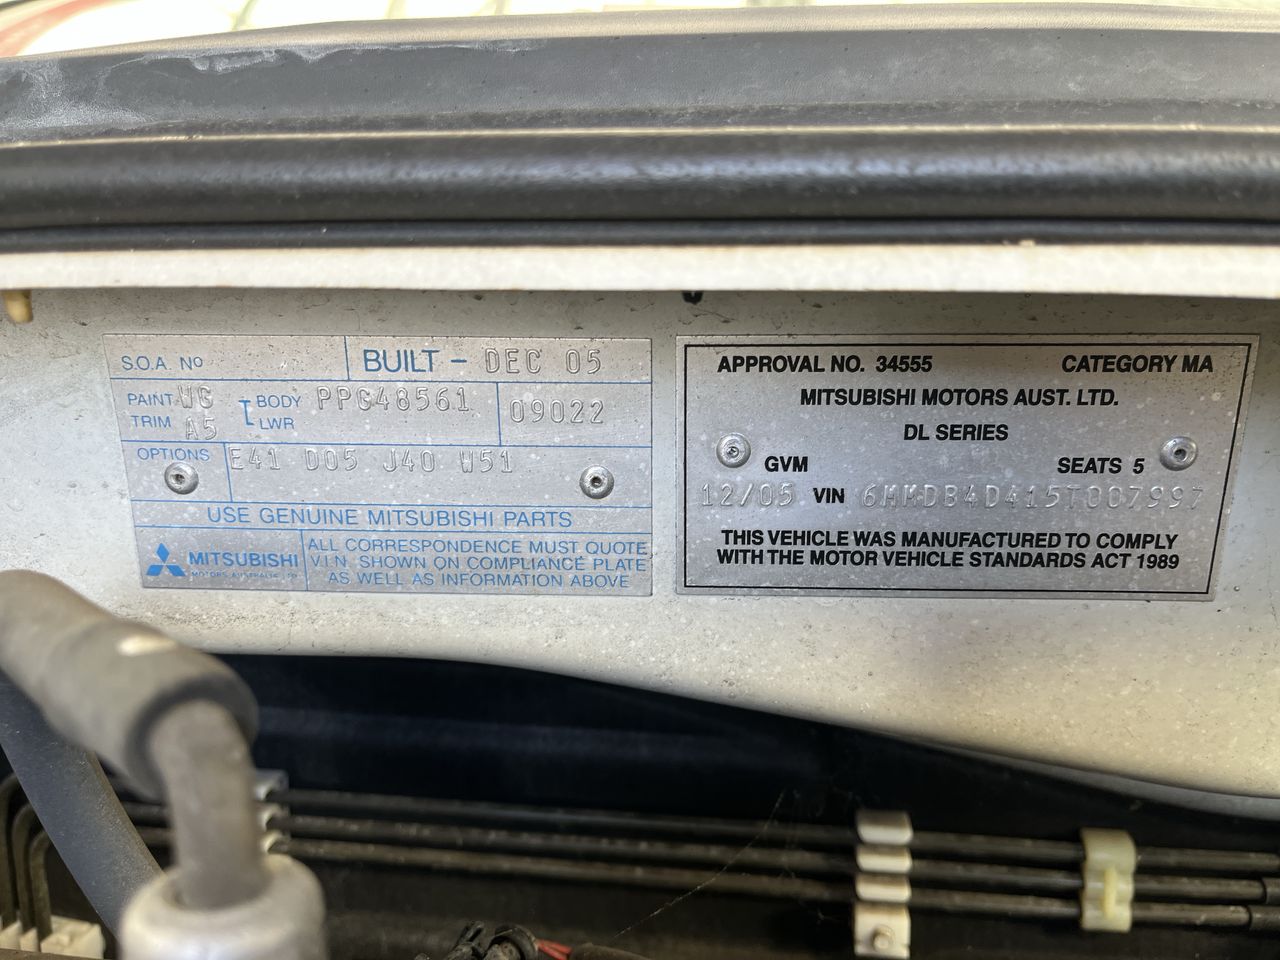 S.O.A. No
BUILT - DEC 05
PAINT WG
BODY PPG48561
09022
TRIM A5
LWR
OPTIONS E41 D05 J40 W51
USE GENUINE MITSUBISHI PARTS
MITSUBISHI
MOTORS AUSTRALIA LTD
ALL CORRESPONDENCE MUST QUOTE
V.I.N. SHOWN ON COMPLIANCE PLATE
AS WELL AS INFORMATION ABOVE
APPROVAL NO. 34555 CATEGORY MA
MITSUBISHI MOTORS AUST. LTD.
DL SERIES
GVM SEATS 5
12/05 VIN 6MMDB4D415T007997
THIS VEHICLE WAS MANUFACTURED TO COMPLY
WITH THE MOTOR VEHICLE STANDARDS ACT 1989